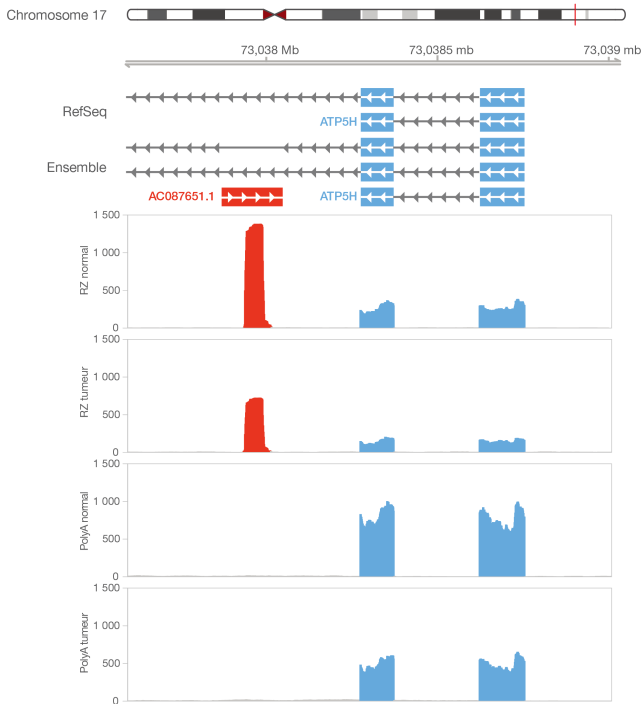 Chromosome 17
73,038 Mb 73,0385 mb 73,039 mb
RefSeq
ATP5H
Ensemble
AC087651.1 ATP5H
1 500
1 000
500
0
RZ normal
1 500
1 000
500
0
RZ tumeur
1 500
1 000
500
0
PolyA normal
1 500
1 000
500
0
PolyA tumeur